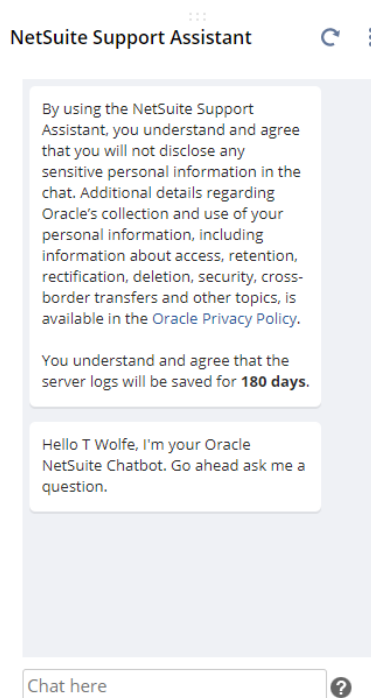 NetSuite Support Assistant
By using the NetSuite Support
Assistant, you understand and agree
that you will not disclose any
sensitive personal information in the
chat. Additional details regarding
Oracle’s collection and use of your
personal information, including
information about access, retention,
rectification, deletion, security, cross-
border transfers and other topics, is
available in the Oracle Privacy Policy.
You understand and agree that the
server logs will be saved for 180 days.
Hello T Wolfe, I'm your Oracle
NetSuite Chatbot. Go ahead ask me a
question.
Chat here
?